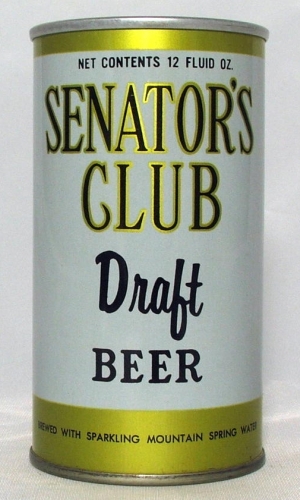 NET CONTENTS 12 FLUID OZ.
SENATOR'S
CLUB
Draft
BEER
BREWED WITH SPARKLING MOUNTAIN SPRING WATER